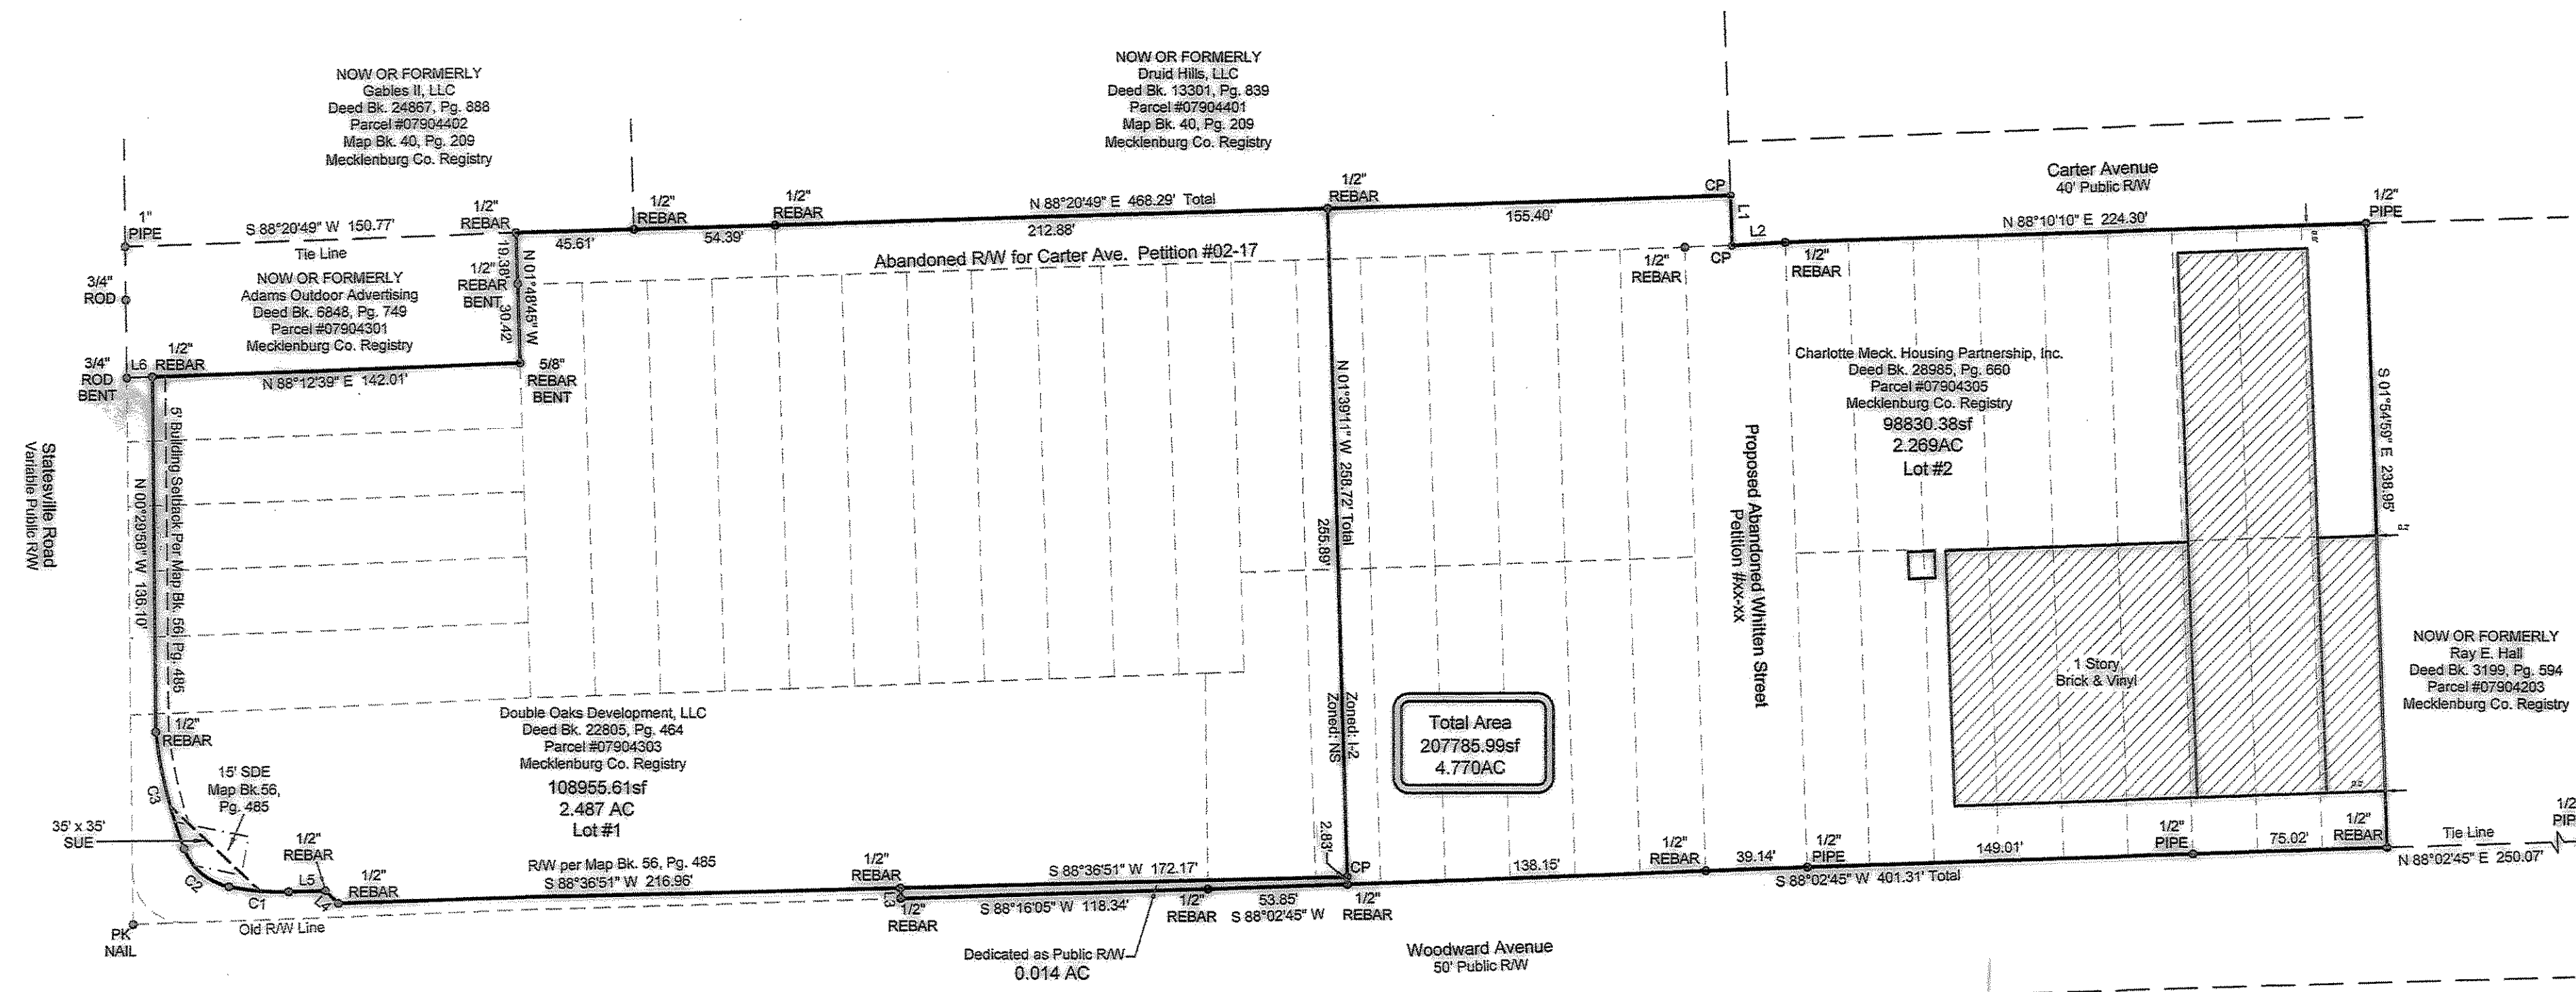 NOW OR FORMERLY
Gables II, LLC
Deed Bk. 24867, Pg. 888
Parcel #07904402
Map Bk. 40, Pg. 209
Mecklenburg Co. Registry
NOW OR FORMERLY
Druid Hills, LLC
Deed Bk. 13301, Pg. 839
Parcel #07904401
Map Bk. 40, Pg. 209
Mecklenburg Co. Registry
Carter Avenue
40' Public R/W
1"
PIPE
S 88°20'49" W 150.77'
Tie Line
1/2"
REBAR
45.61'
1/2"
REBAR
54.39'
1/2"
REBAR
N 88°20'49" E 468.29' Total
212.88'
1/2"
REBAR
155.40'
CP
L1
L2
CP
1/2"
REBAR
1/2"
REBAR
N 88°10'10" E 224.30'
1/2"
PIPE
Abandoned R/W for Carter Ave. Petition #02-17
3/4"
ROD
NOW OR FORMERLY
Adams Outdoor Advertising
Deed Bk. 6848, Pg. 749
Parcel #07904301
Mecklenburg Co. Registry
19.38'
1/2"
REBAR
BENT
30.42'
N 01°48'45" W
3/4"
ROD
BENT
L6
1/2"
REBAR
N 88°12'39" E 142.01'
5/8"
REBAR
BENT
Statesville Road
Variable Public R/W
N 00°29'58" W 136.10'
5' Building Setback Per Map Bk. 56, Pg. 485
N 01°39'11" W 258.72' Total
255.89'
Charlotte Meck. Housing Partnership, Inc.
Deed Bk. 28985, Pg. 660
Parcel #07904305
Mecklenburg Co. Registry
98830.38sf
2.269AC
Lot #2
Proposed Abandoned Whitten Street
Petition #xx-xx
S 01°54'59" E 238.95'
1 Story
Brick & Vinyl
NOW OR FORMERLY
Ray E. Hall
Deed Bk. 3199, Pg. 594
Parcel #07904203
Mecklenburg Co. Registry
Double Oaks Development, LLC
Deed Bk. 22805, Pg. 464
Parcel #07904303
Mecklenburg Co. Registry
108955.61sf
2.487 AC
Lot #1
Zoned: I-2
Zoned: NS
Total Area
207785.99sf
4.770AC
1/2"
REBAR
C3
15' SDE
Map Bk.56,
Pg. 485
35' x 35'
SUE
C2
C1
L5
L4
1/2"
REBAR
1/2"
REBAR
R/W per Map Bk. 56, Pg. 485
S 88°36'51" W 216.96'
1/2"
REBAR
L3
1/2"
REBAR
S 88°36'51" W 172.17'
S 88°16'05" W 118.34'
1/2"
REBAR
53.85'
S 88°02'45" W
2.83'
CP
1/2"
REBAR
138.15'
1/2"
REBAR
39.14'
1/2"
PIPE
S 88°02'45" W 401.31' Total
149.01'
1/2"
PIPE
75.02'
1/2"
REBAR
Tie Line
N 88°02'45" E 250.07'
1/2"
PK
NAIL
Old R/W Line
Dedicated as Public R/W
0.014 AC
Woodward Avenue
50' Public R/W